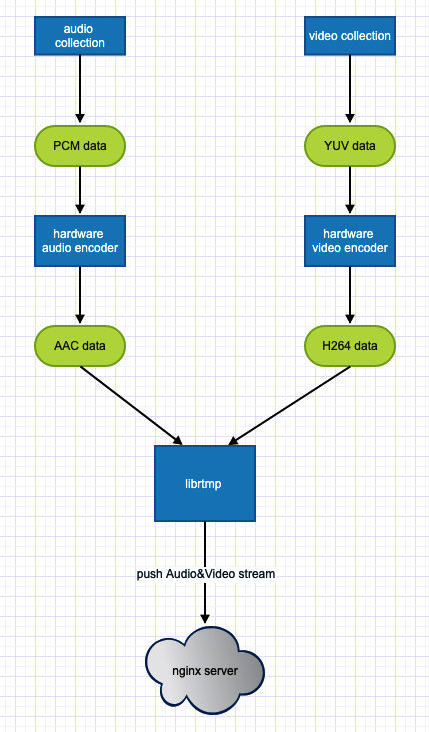 audio
collection
video collection
PCM data
YUV data
hardware
audio encoder
hardware
video encoder
AAC data
H264 data
librtmp
push Audio&Video stream
nginx server